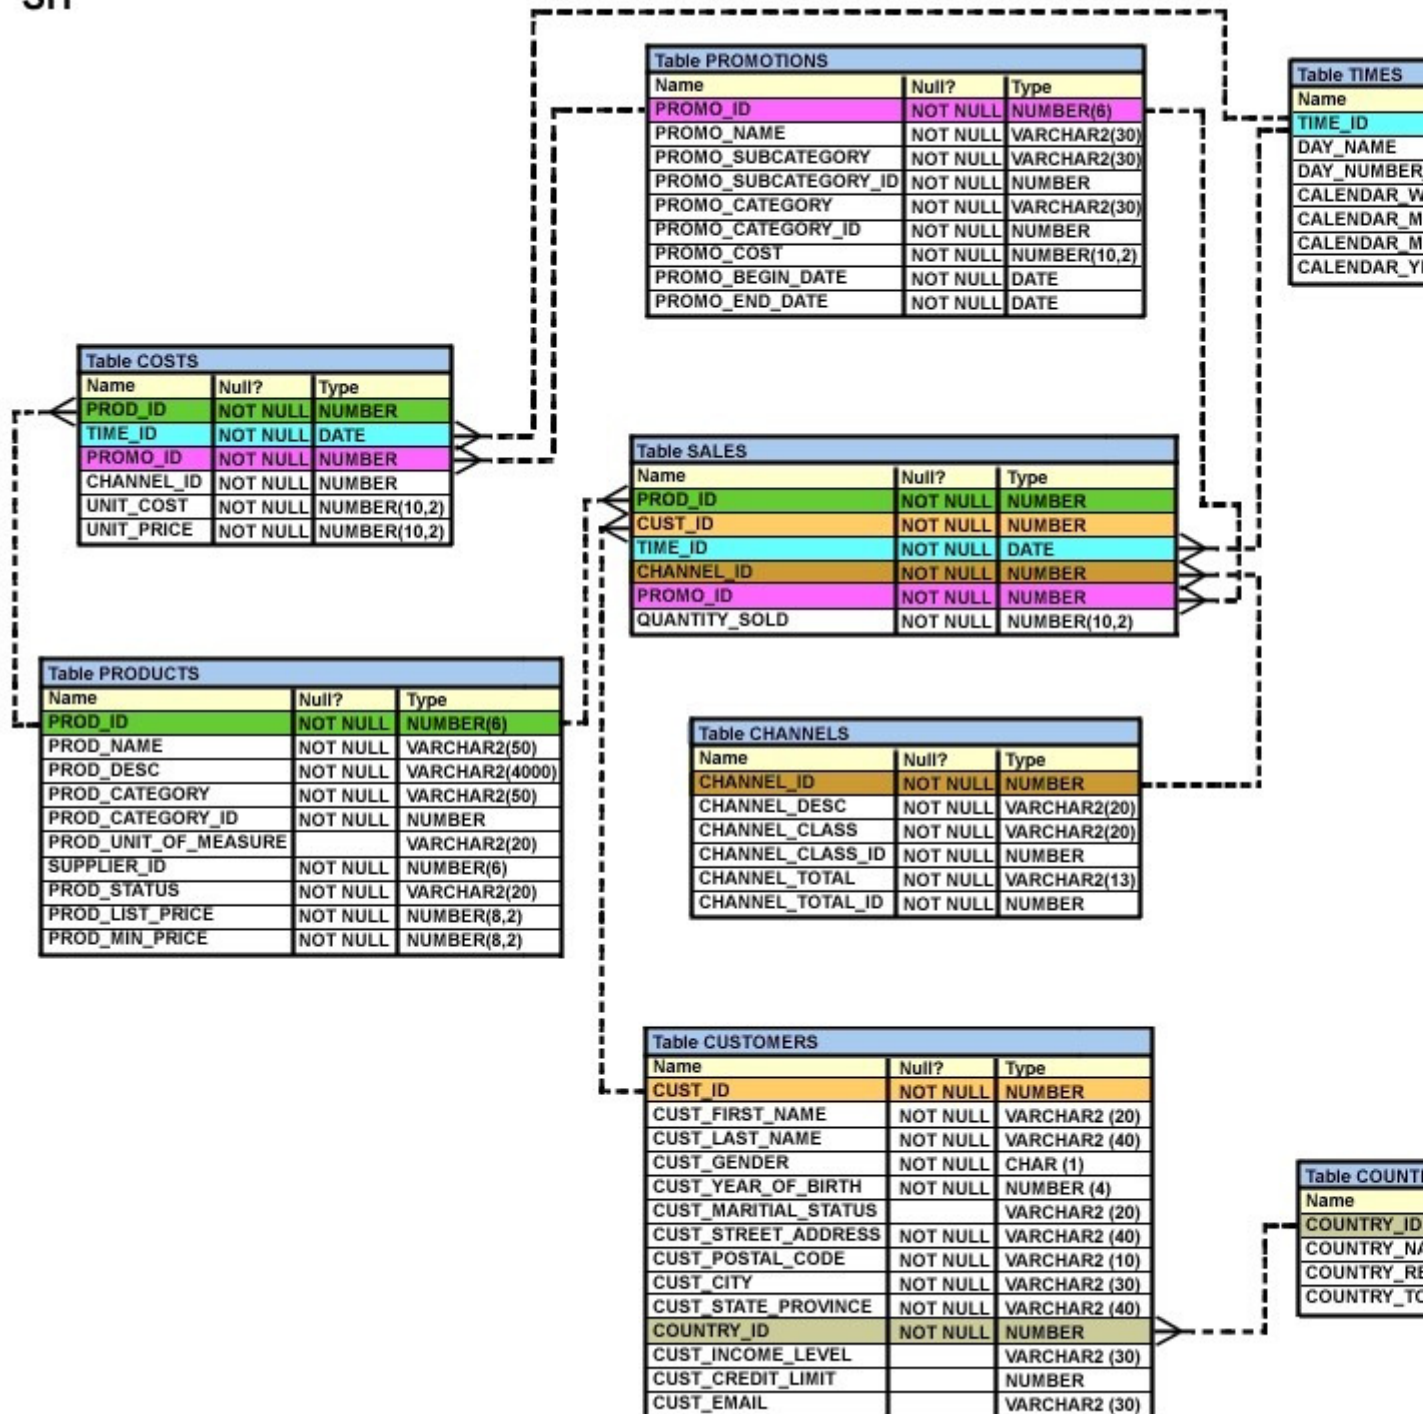 SH
Table PROMOTIONS
Name Null? Type
PROMO_ID NOT NULL NUMBER(6)
PROMO_NAME NOT NULL VARCHAR2(30)
PROMO_SUBCATEGORY NOT NULL VARCHAR2(30)
PROMO_SUBCATEGORY_ID NOT NULL NUMBER
PROMO_CATEGORY NOT NULL VARCHAR2(30)
PROMO_CATEGORY_ID NOT NULL NUMBER
PROMO_COST NOT NULL NUMBER(10,2)
PROMO_BEGIN_DATE NOT NULL DATE
PROMO_END_DATE NOT NULL DATE
Table TIMES
Name
TIME_ID
DAY_NAME
DAY_NUMBER
CALENDAR_W
CALENDAR_M
CALENDAR_M
CALENDAR_Y
Table COSTS
Name Null? Type
PROD_ID NOT NULL NUMBER
TIME_ID NOT NULL DATE
PROMO_ID NOT NULL NUMBER
CHANNEL_ID NOT NULL NUMBER
UNIT_COST NOT NULL NUMBER(10,2)
UNIT_PRICE NOT NULL NUMBER(10,2)
Table SALES
Name Null? Type
PROD_ID NOT NULL NUMBER
CUST_ID NOT NULL NUMBER
TIME_ID NOT NULL DATE
CHANNEL_ID NOT NULL NUMBER
PROMO_ID NOT NULL NUMBER
QUANTITY_SOLD NOT NULL NUMBER(10,2)
Table PRODUCTS
Name Null? Type
PROD_ID NOT NULL NUMBER(6)
PROD_NAME NOT NULL VARCHAR2(50)
PROD_DESC NOT NULL VARCHAR2(4000)
PROD_CATEGORY NOT NULL VARCHAR2(50)
PROD_CATEGORY_ID NOT NULL NUMBER
PROD_UNIT_OF_MEASURE VARCHAR2(20)
SUPPLIER_ID NOT NULL NUMBER(6)
PROD_STATUS NOT NULL VARCHAR2(20)
PROD_LIST_PRICE NOT NULL NUMBER(8,2)
PROD_MIN_PRICE NOT NULL NUMBER(8,2)
Table CHANNELS
Name Null? Type
CHANNEL_ID NOT NULL NUMBER
CHANNEL_DESC NOT NULL VARCHAR2(20)
CHANNEL_CLASS NOT NULL VARCHAR2(20)
CHANNEL_CLASS_ID NOT NULL NUMBER
CHANNEL_TOTAL NOT NULL VARCHAR2(13)
CHANNEL_TOTAL_ID NOT NULL NUMBER
Table CUSTOMERS
Name Null? Type
CUST_ID NOT NULL NUMBER
CUST_FIRST_NAME NOT NULL VARCHAR2 (20)
CUST_LAST_NAME NOT NULL VARCHAR2 (40)
CUST_GENDER NOT NULL CHAR (1)
CUST_YEAR_OF_BIRTH NOT NULL NUMBER (4)
CUST_MARITIAL_STATUS VARCHAR2 (20)
CUST_STREET_ADDRESS NOT NULL VARCHAR2 (40)
CUST_POSTAL_CODE NOT NULL VARCHAR2 (10)
CUST_CITY NOT NULL VARCHAR2 (30)
CUST_STATE_PROVINCE NOT NULL VARCHAR2 (40)
COUNTRY_ID NOT NULL NUMBER
CUST_INCOME_LEVEL VARCHAR2 (30)
CUST_CREDIT_LIMIT NUMBER
CUST_EMAIL VARCHAR2 (30)
Table COUNT
Name
COUNTRY_ID
COUNTRY_NA
COUNTRY_RE
COUNTRY_TO